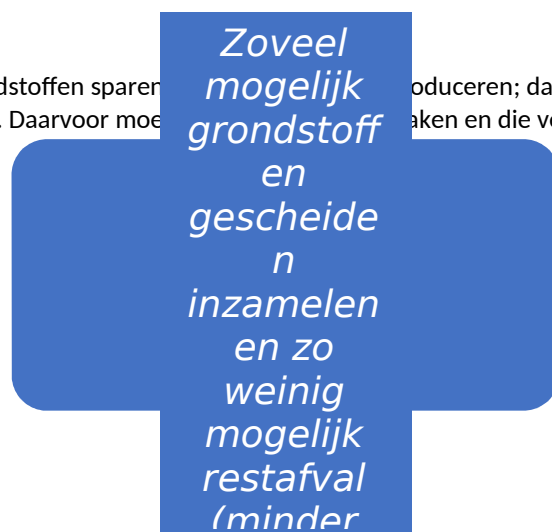 Zoveel
dstoffen sparen oduceren; da
mogelijk
. Daarvoor moe aken en die v
grondstoff
en
gescheide
n
inzamelen
en zo
weinig
mogelijk
restafval
(minder